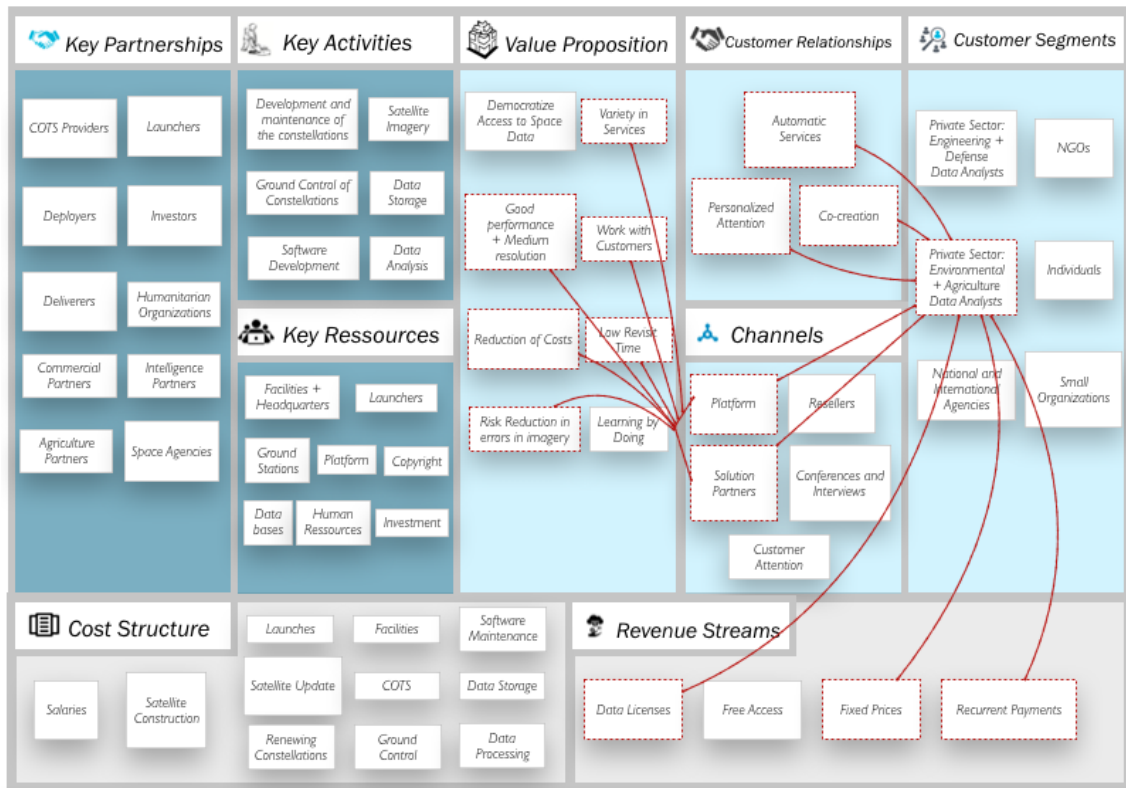 Key Partnerships
Key Activities
Value Proposition
Customer Relationships
Customer Segments
COTS Providers
Launchers
Deployers
Investors
Deliverers
Humanitarian
Organizations
Commercial
Partners
Intelligence
Partners
Agriculture
Partners
Space Agencies
Development and
maintenance of
the constellations
Satellite
Imagery
Ground Control of
Constellations
Data
Storage
Software
Development
Data
Analysis
Key Ressources
Facilities +
Headquarters
Launchers
Ground
Stations
Platform
Copyright
Data
bases
Human
Ressources
Investment
Democratize
Access to Space
Data
Variety in
Services
Good
performance
+ Medium
resolution
Work with
Customers
Reduction of Costs
Low Revisit
Time
Risk Reduction in
errors in imagery
Learning by
Doing
Automatic
Services
Personalized
Attention
Co-creation
Channels
Platform
Resellers
Solution
Partners
Conferences and
Interviews
Customer
Attention
Private Sector:
Engineering +
Defense
Data Analysts
NGOs
Private Sector:
Environmental
+ Agriculture
Data Analysts
Individuals
National and
International
Agencies
Small
Organizations
Cost Structure
Salaries
Satellite
Construction
Launches
Facilities
Software
Maintenance
Satellite Update
COTS
Data Storage
Renewing
Constellations
Ground
Control
Data
Processing
Revenue Streams
Data Licenses
Free Access
Fixed Prices
Recurrent Payments